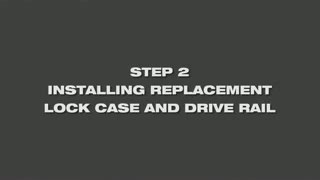 STEP 2
INSTALLING REPLACEMENT
LOCK CASE AND DRIVE RAIL